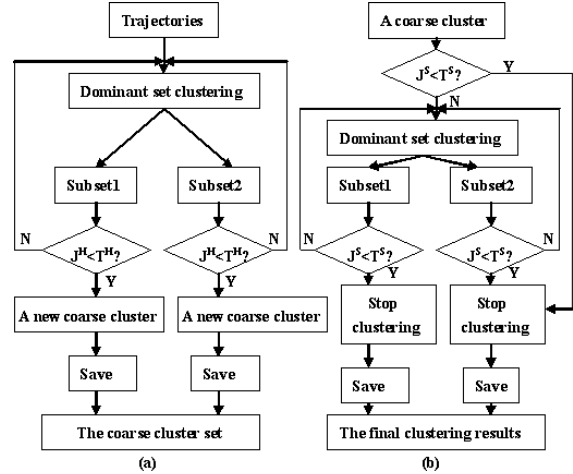 Trajectories
Dominant set clustering
Subset1
Subset2
N
J^H<T^H?
J^H<T^H?
N
Y
Y
A new coarse cluster
A new coarse cluster
Save
Save
The coarse cluster set
(a)
A coarse cluster
J^S<T^S?
Y
N
Dominant set clustering
Subset1
Subset2
N
J^S<T^S?
J^S<T^S?
N
Y
Y
Stop
clustering
Stop
clustering
Save
Save
The final clustering results
(b)